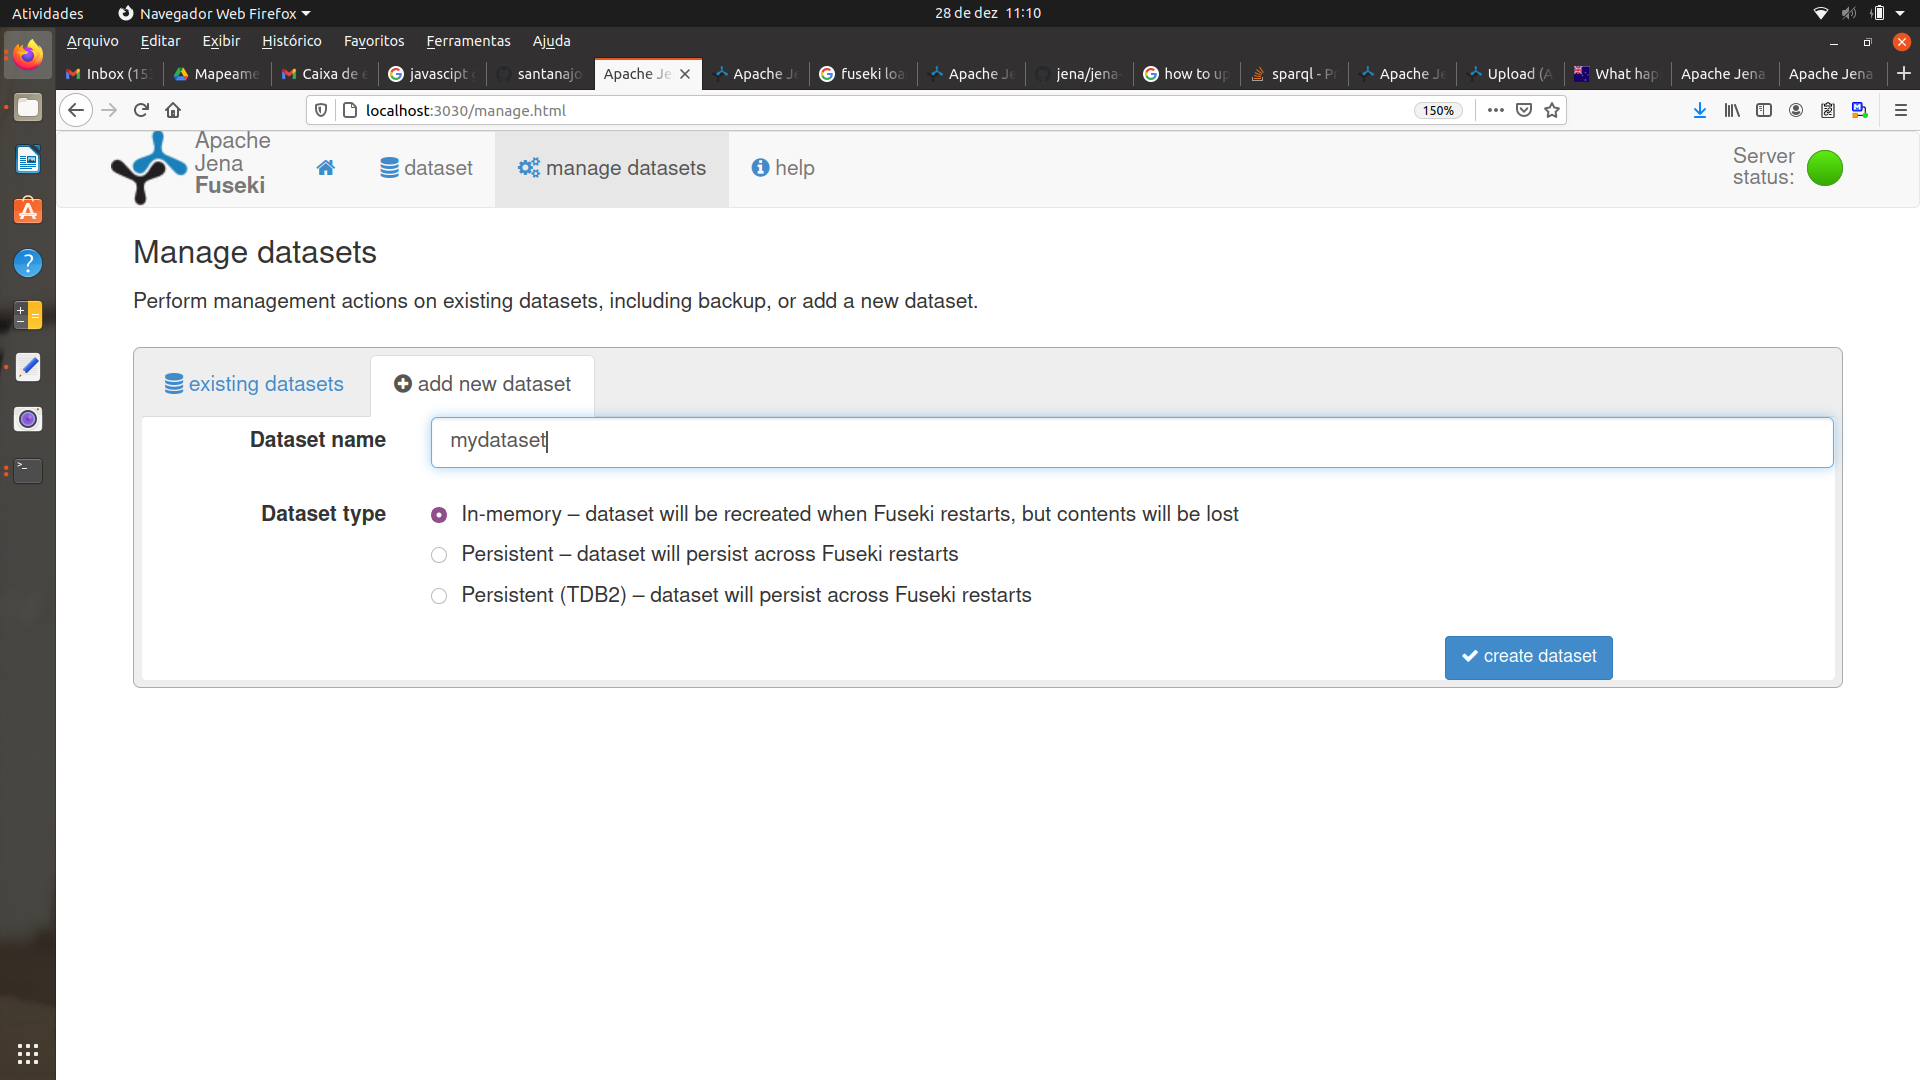 Atividades
Navegador Web Firefox
28 de dez 11:10
Arquivo Editar Exibir Histórico Favoritos Ferramentas Ajuda
Inbox (15
Mapeame
Caixa de e
javascipt
santanajo
Apache Je
Apache Je
fuseki loa
Apache Je
jena/jena-
how to up
sparql - Pr
Apache Je
Upload (A
What hap
Apache Jena
Apache Jena
localhost:3030/manage.html
150%
Apache
Jena
Fuseki
dataset
manage datasets
help
Server
status:
Manage datasets
Perform management actions on existing datasets, including backup, or add a new dataset.
existing datasets
add new dataset
Dataset name
mydataset
Dataset type
In-memory – dataset will be recreated when Fuseki restarts, but contents will be lost
Persistent – dataset will persist across Fuseki restarts
Persistent (TDB2) – dataset will persist across Fuseki restarts
create dataset